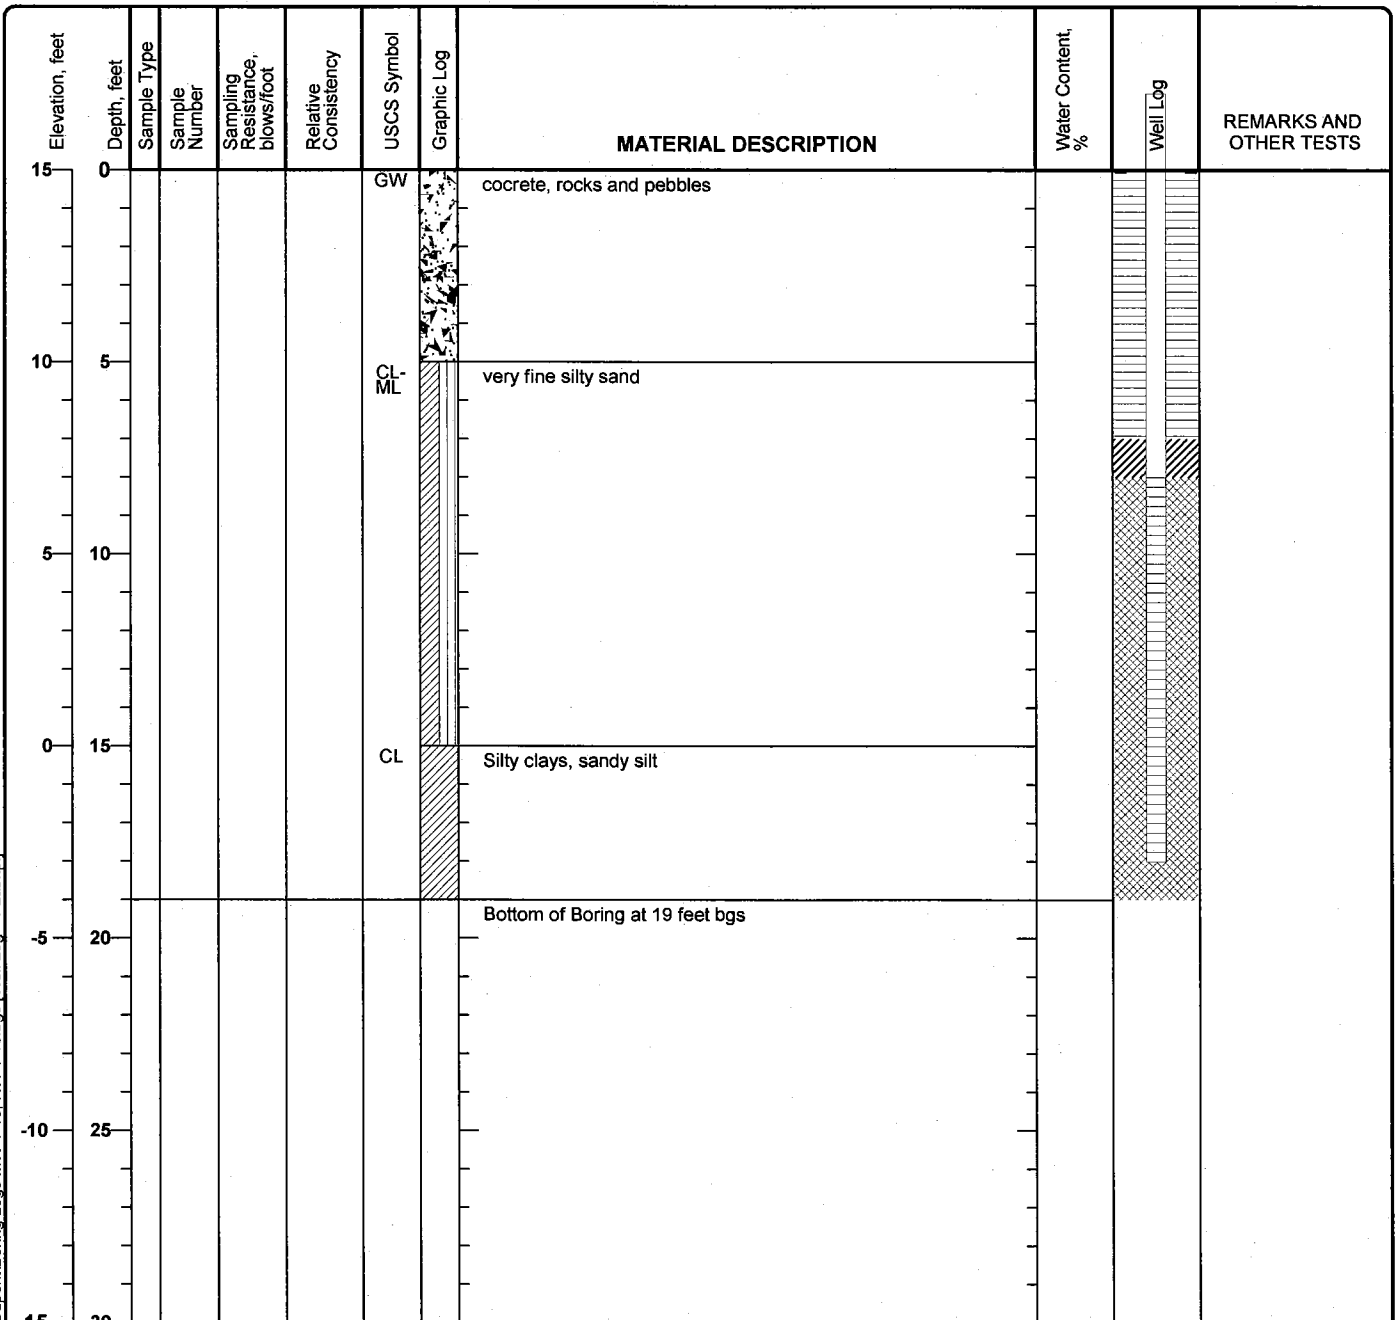 Elevation, feet
Depth, feet
Sample Type
Sample
Number
Sampling
Resistance,
blows/foot
Relative
Consistency
USCS Symbol
Graphic Log
MATERIAL DESCRIPTION
Water Content,
%
Well Log
REMARKS AND
OTHER TESTS
15 0
GW cocrete, rocks and pebbles
10 5
CL-
ML
very fine silty sand
5 10
0 15
CL Silty clays, sandy silt
Bottom of Boring at 19 feet bgs
-5 20
-10 25